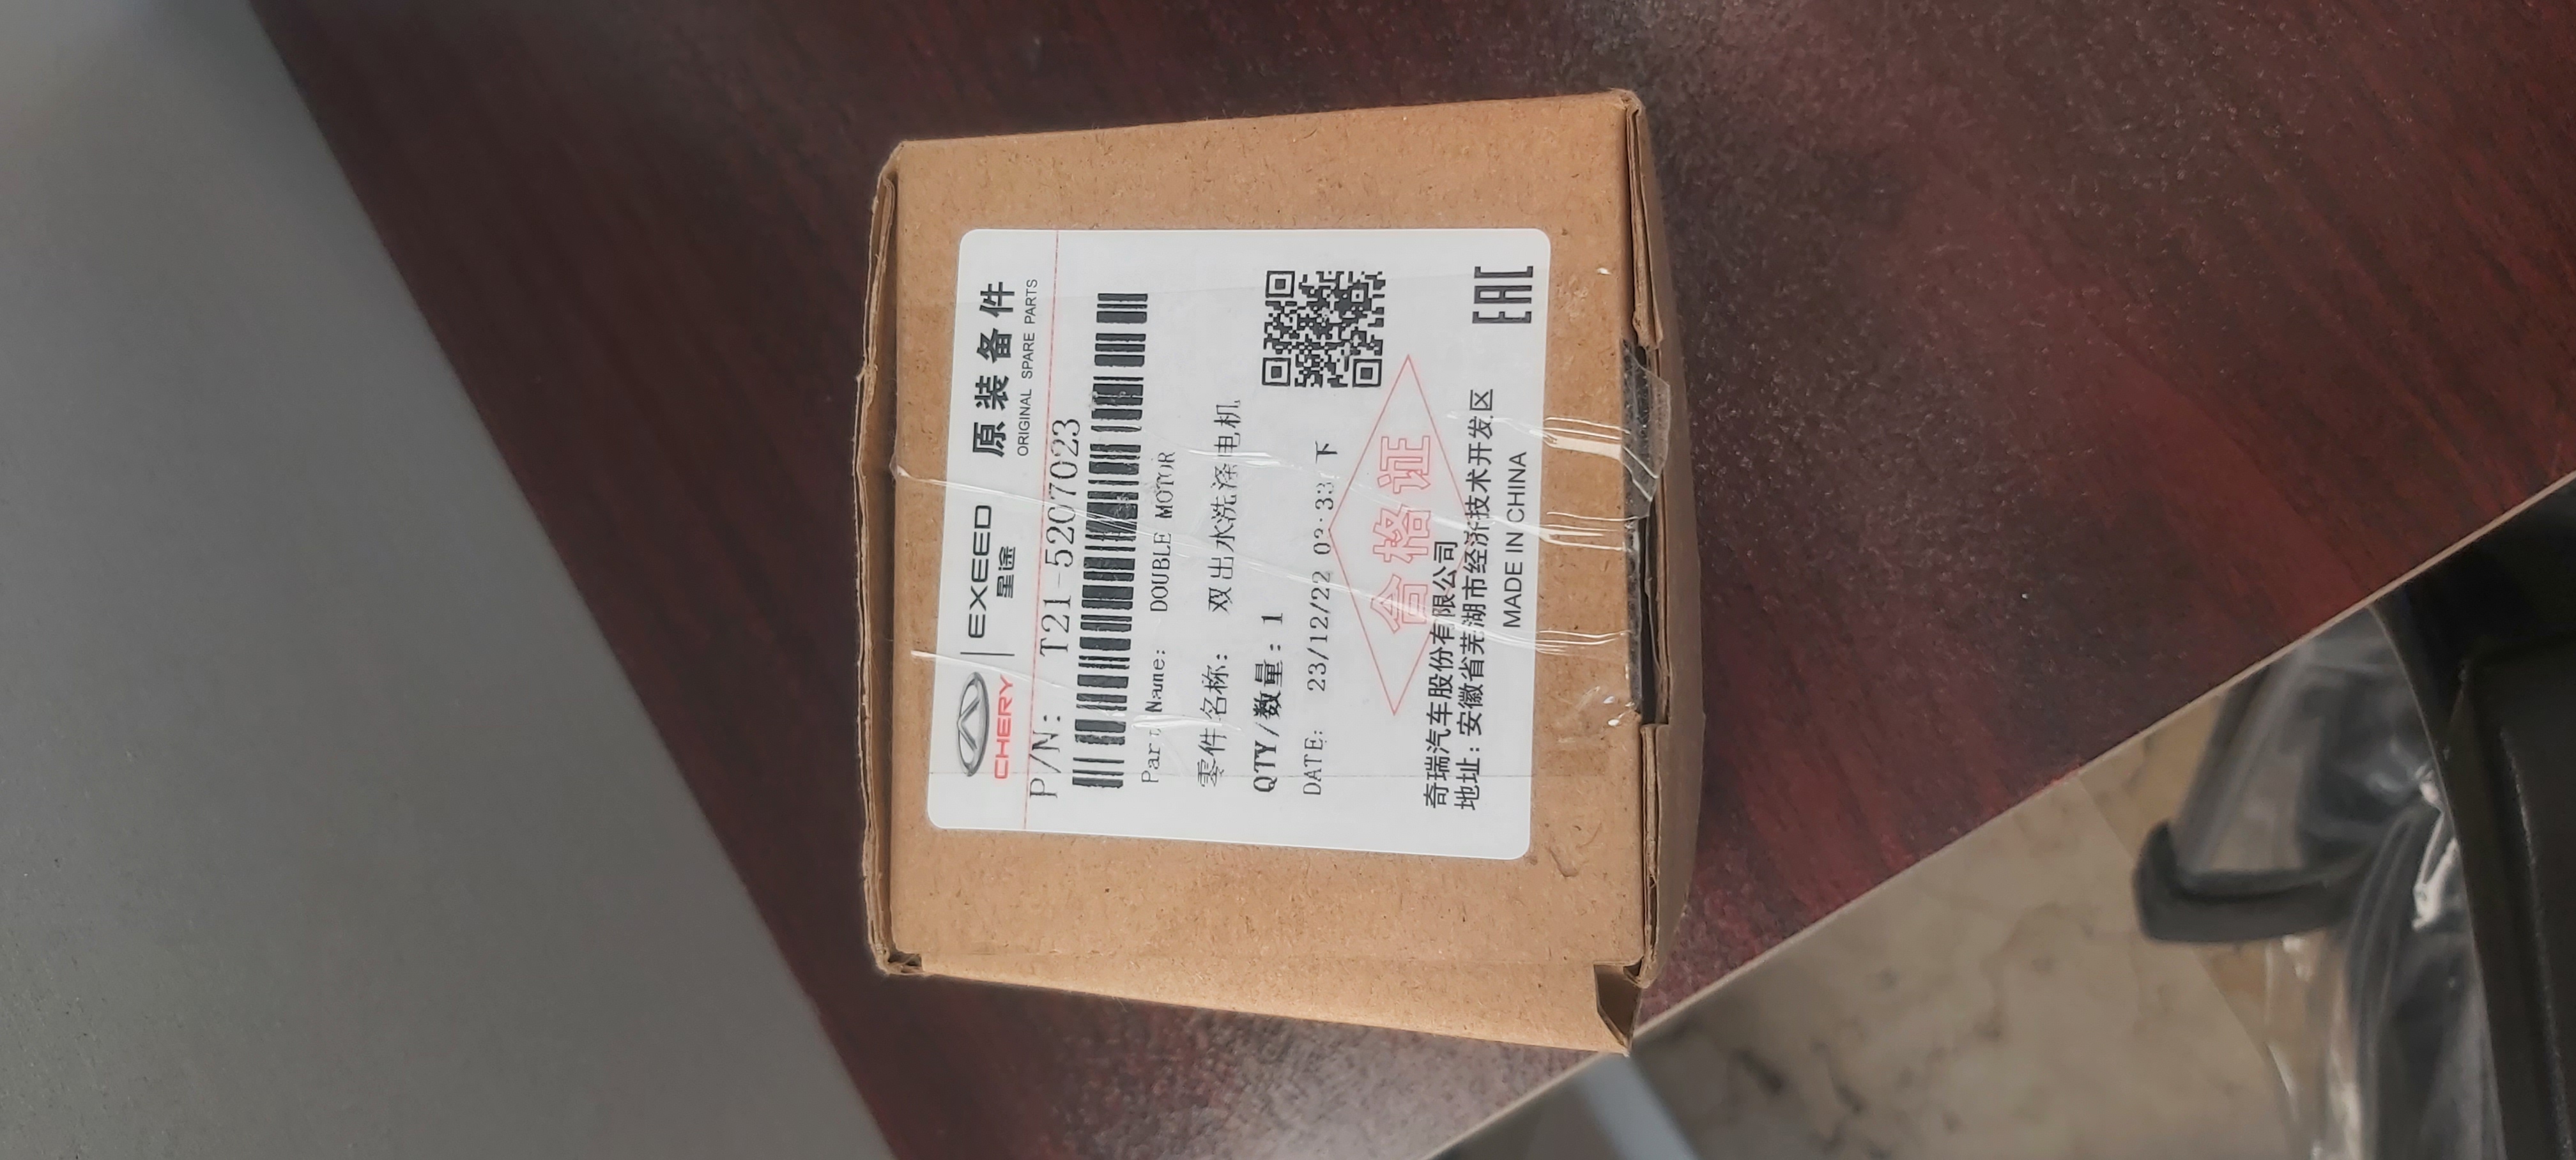 CHERY
EXEED
星途
原装备件
ORIGINAL SPARE PARTS
P/N: T21-5207023
Part Name: DOUBLE MOTOR
零件名称: 双出水洗涤电机
QTY/数量: 1
DATE: 23/12/22 02:33 下
合格证
奇瑞汽车股份有限公司
地址: 安徽省芜湖市经济技术开发区
MADE IN CHINA
EAC